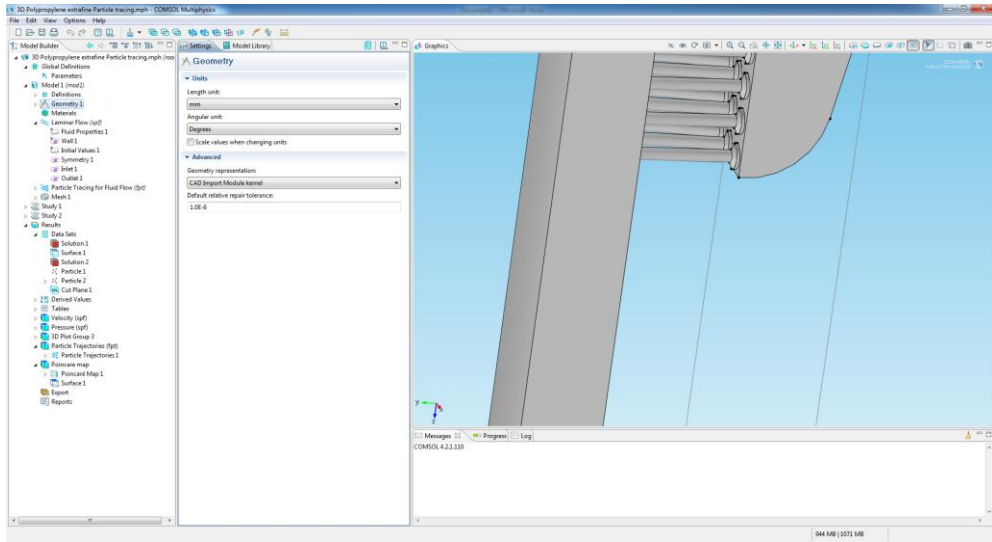 3D Polypropylene extrafine Particle tracing.mph - COMSOL Multiphysics
File Edit View Options Help
Model Builder
3D Polypropylene extrafine Particle tracing.mph (roo
Global Definitions
Parameters
Model 1 (mod1)
Definitions
Geometry 1
Materials
Laminar Flow (spf)
Fluid Properties 1
Wall 1
Initial Values 1
Symmetry 1
Inlet 1
Outlet 1
Particle Tracing for Fluid Flow (fpt)
Mesh 1
Study 1
Study 2
Results
Data Sets
Solution 1
Surface 1
Solution 2
Particle 1
Particle 2
Cut Plane 1
Derived Values
Tables
Velocity (spf)
Pressure (spf)
3D Plot Group 3
Particle Trajectories (fpt)
Particle Trajectories 1
Poincare map
Poincaré Map 1
Surface 1
Export
Reports
Settings Model Library
Geometry
Units
Length unit:
mm
Angular unit:
Degrees
Scale values when changing units
Advanced
Geometry representation:
CAD Import Module kernel
Default relative repair tolerance:
1.0E-6
Graphics
COMSOL
MULTIPHYSICS
y
x
z
Messages Progress Log
COMSOL 4.2.1.110
944 MB | 1071 MB